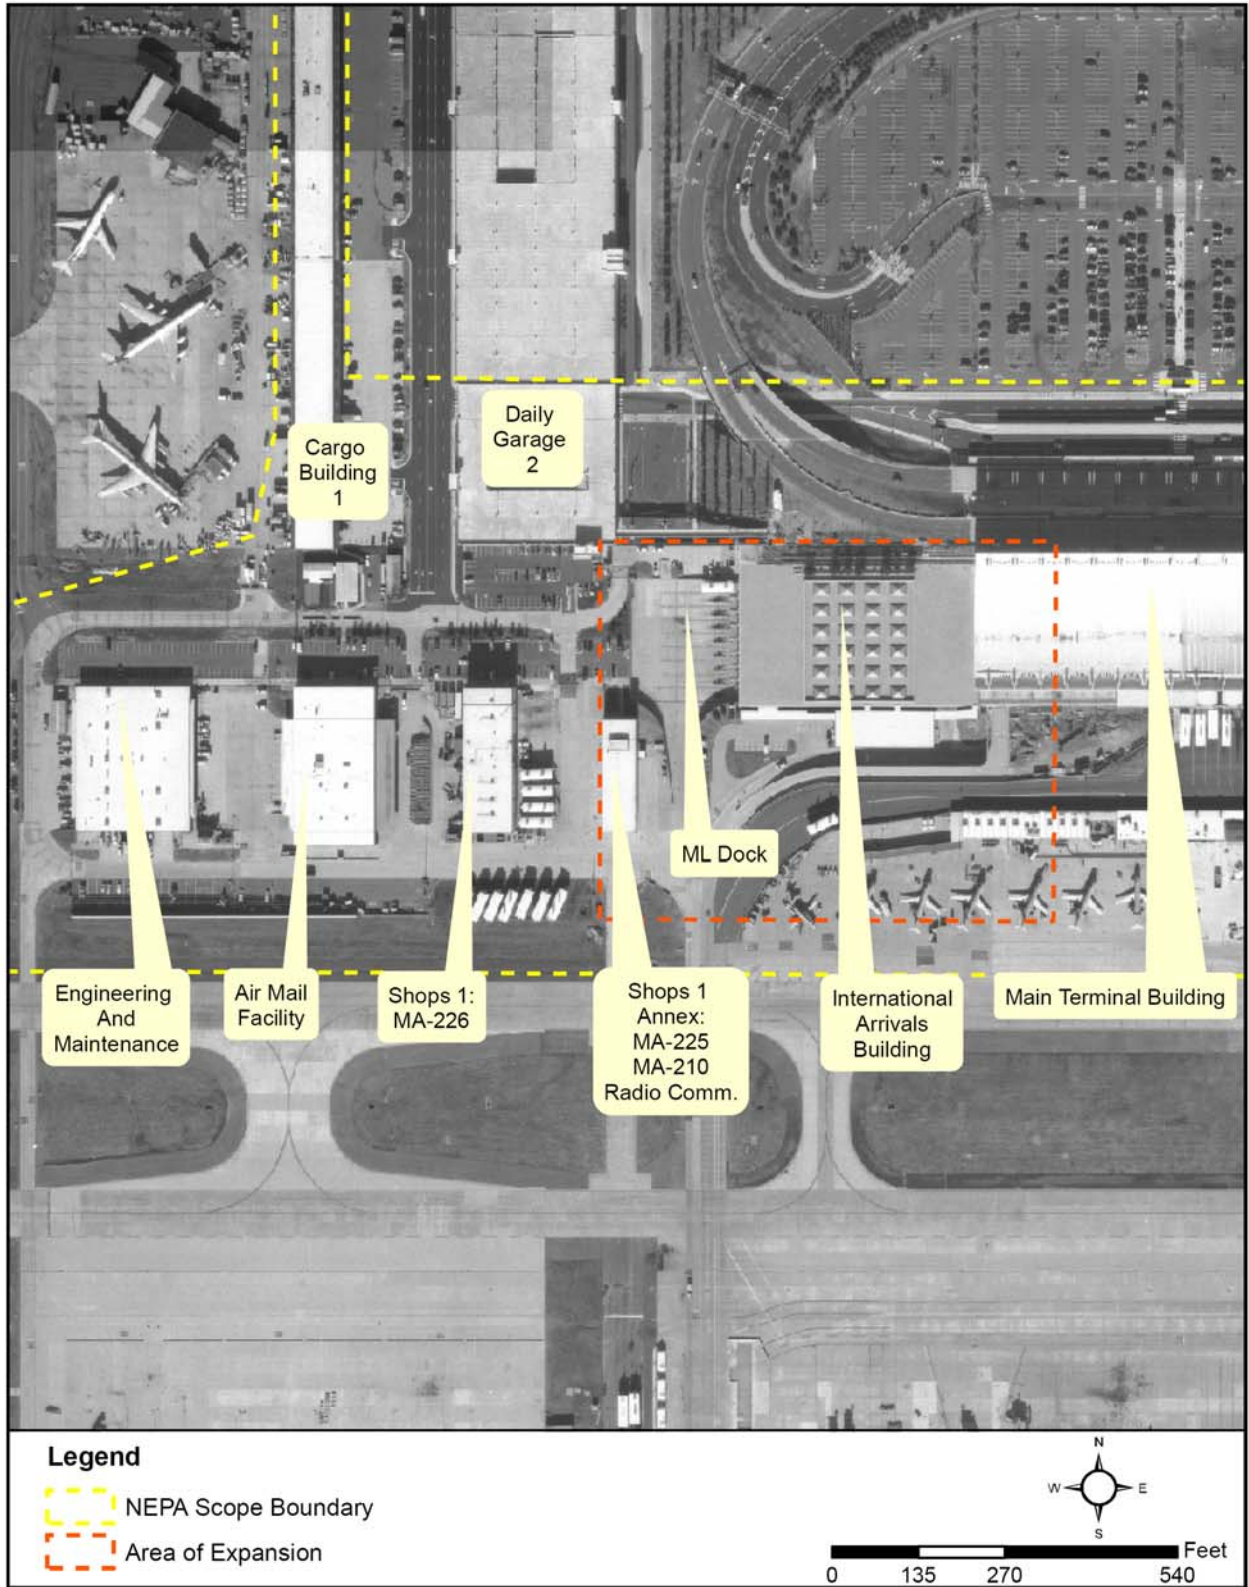 Cargo
Building
1
Daily
Garage
2
ML Dock
Engineering
And
Maintenance
Air Mail
Facility
Shops 1:
MA-226
Shops 1
Annex:
MA-225
MA-210
Radio Comm.
International
Arrivals
Building
Main Terminal Building
Legend
NEPA Scope Boundary
Area of Expansion
N
W
E
S
Feet
0
135
270
540